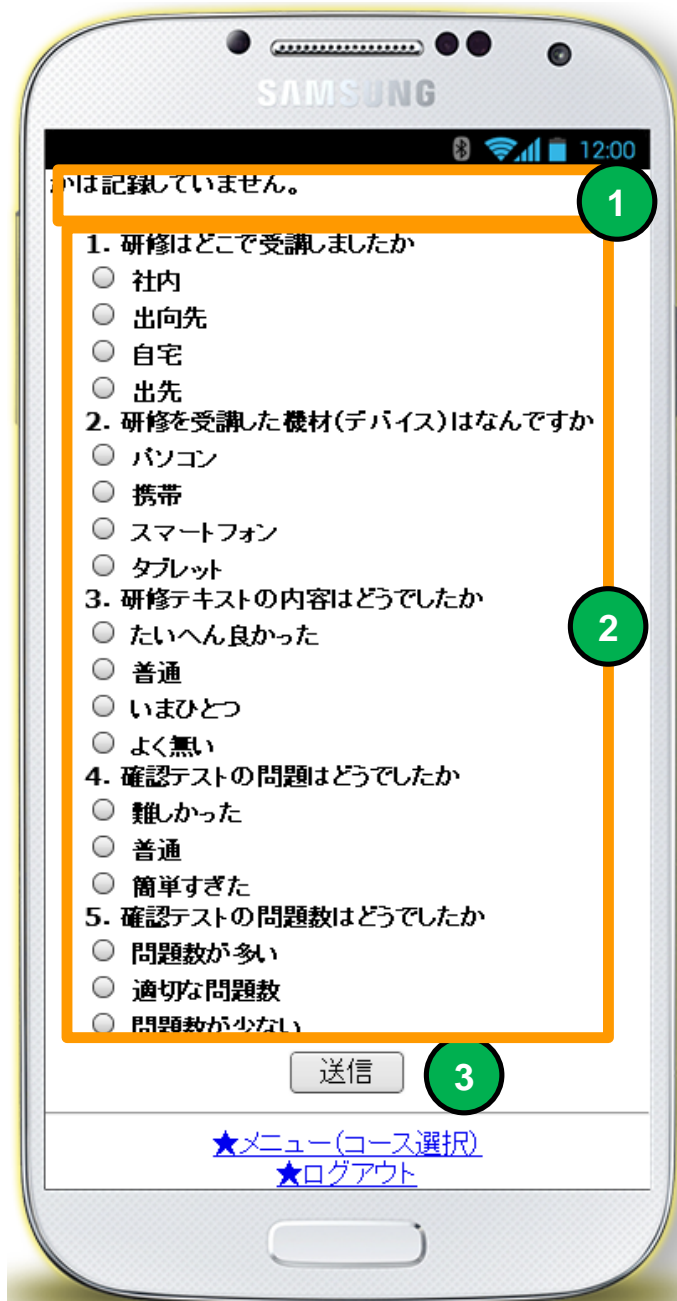 SAMSUNG
12:00
かは記録していません。
1
1. 研修はどこで受講しましたか
社内
出向先
自宅
出先
2. 研修を受講した機材(デバイス)はなんですか
パソコン
携帯
スマートフォン
タブレット
3. 研修テキストの内容はどうでしたか
たいへん良かった
2
普通
いまひとつ
よく無い
4. 確認テストの問題はどうでしたか
難しかった
普通
簡単すぎた
5. 確認テストの問題数はどうでしたか
問題数が多い
適切な問題数
問題数が少ない
送信
3
★メニュー(コース選択)
★ログアウト